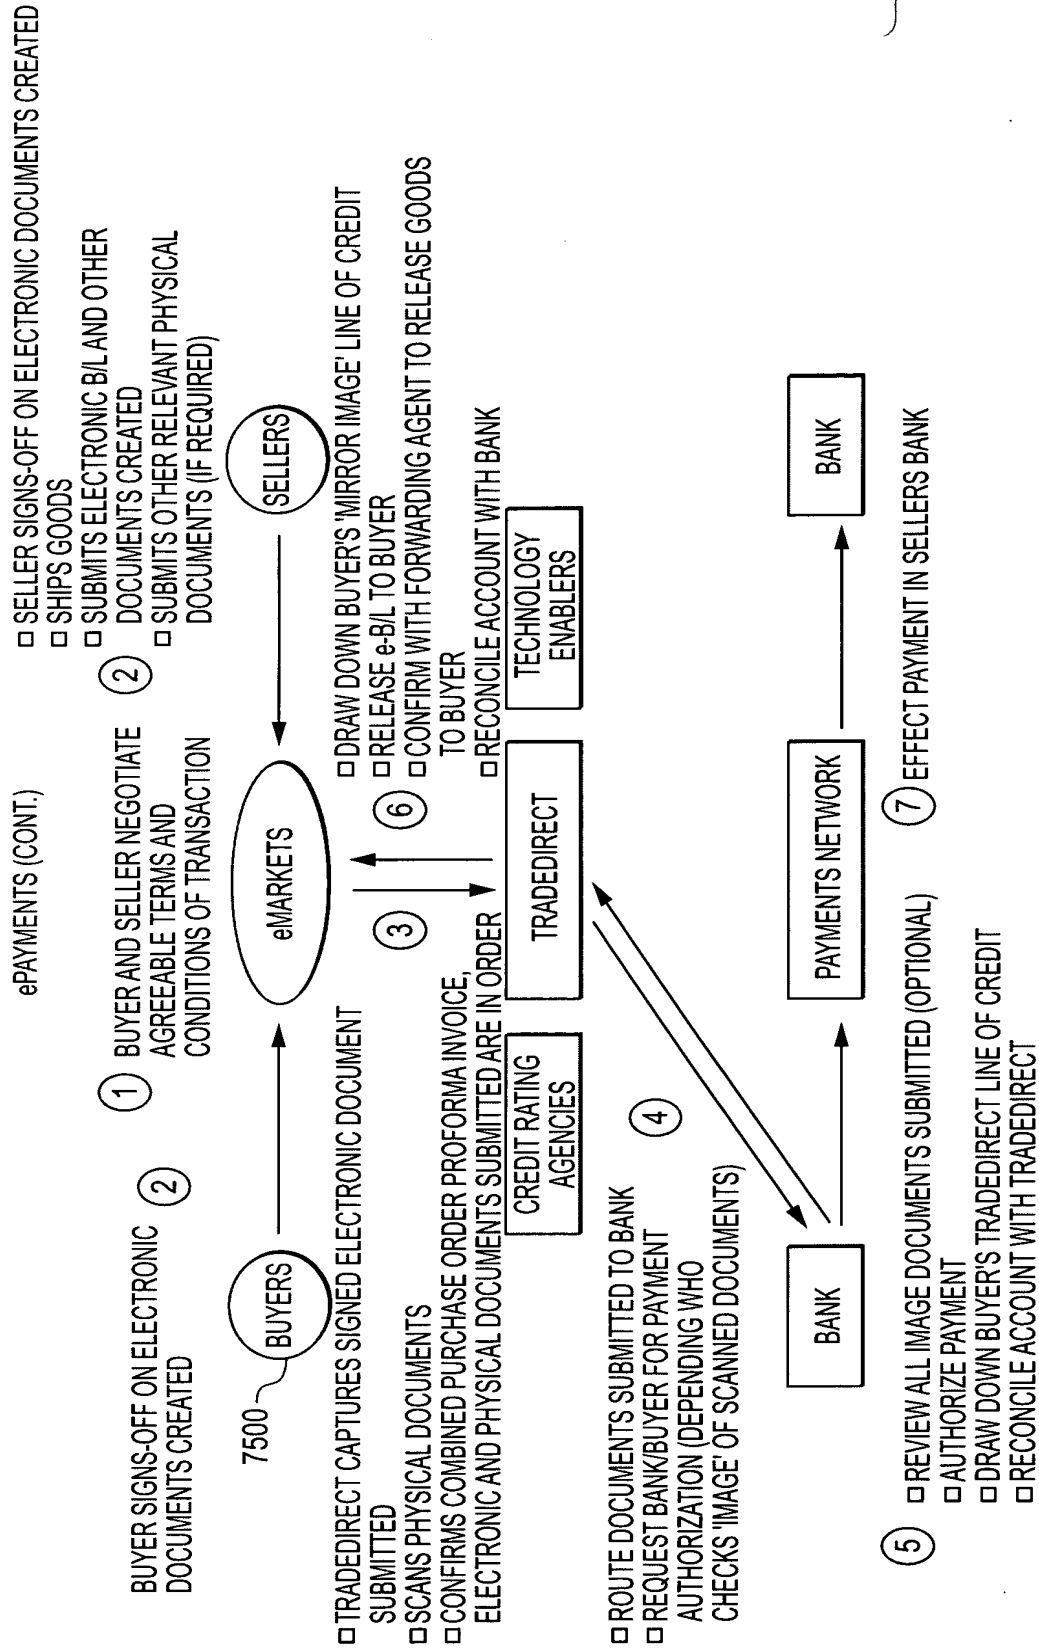 ePAYMENTS (CONT.)
BUYER SIGNS-OFF ON ELECTRONIC
DOCUMENTS CREATED
2
1
BUYER AND SELLER NEGOTIATE
AGREEABLE TERMS AND
CONDITIONS OF TRANSACTION
2
□ SELLER SIGNS-OFF ON ELECTRONIC DOCUMENTS CREATED
□ SHIPS GOODS
□ SUBMITS ELECTRONIC B/L AND OTHER
DOCUMENTS CREATED
□ SUBMITS OTHER RELEVANT PHYSICAL
DOCUMENTS (IF REQUIRED)
7500
BUYERS
eMARKETS
SELLERS
□ TRADEDIRECT CAPTURES SIGNED ELECTRONIC DOCUMENT
SUBMITTED
□ SCANS PHYSICAL DOCUMENTS
□ CONFIRMS COMBINED PURCHASE ORDER PROFORMA INVOICE,
ELECTRONIC AND PHYSICAL DOCUMENTS SUBMITTED ARE IN ORDER
3
6
□ DRAW DOWN BUYER'S 'MIRROR IMAGE' LINE OF CREDIT
□ RELEASE e-B/L TO BUYER
□ CONFIRM WITH FORWARDING AGENT TO RELEASE GOODS
TO BUYER
□ RECONCILE ACCOUNT WITH BANK
CREDIT RATING
AGENCIES
TRADEDIRECT
TECHNOLOGY
ENABLERS
□ ROUTE DOCUMENTS SUBMITTED TO BANK
□ REQUEST BANK/BUYER FOR PAYMENT
AUTHORIZATION (DEPENDING WHO
CHECKS 'IMAGE' OF SCANNED DOCUMENTS)
4
BANK
PAYMENTS NETWORK
BANK
5
□ REVIEW ALL IMAGE DOCUMENTS SUBMITTED (OPTIONAL)
□ AUTHORIZE PAYMENT
□ DRAW DOWN BUYER'S TRADEDIRECT LINE OF CREDIT
□ RECONCILE ACCOUNT WITH TRADEDIRECT
7
EFFECT PAYMENT IN SELLERS BANK